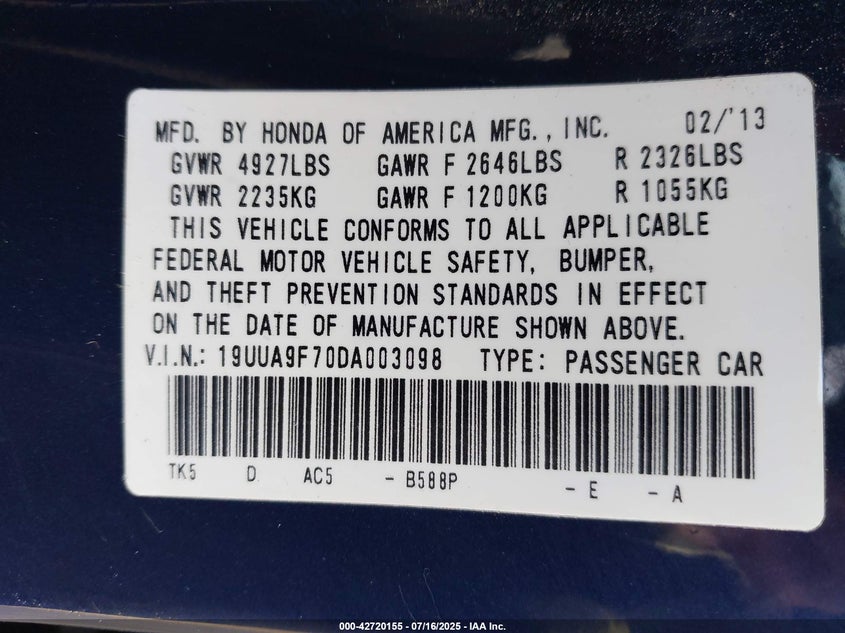 MFD. BY HONDA OF AMERICA MFG., INC. 02/'13
GVWR 4927LBS GAWR F 2646LBS R 2326LBS
GVWR 2235KG GAWR F 1200KG R 1055KG
THIS VEHICLE CONFORMS TO ALL APPLICABLE
FEDERAL MOTOR VEHICLE SAFETY, BUMPER,
AND THEFT PREVENTION STANDARDS IN EFFECT
ON THE DATE OF MANUFACTURE SHOWN ABOVE.
V.I.N.: 19UUA9F70DA003098 TYPE: PASSENGER CAR
TK5 D AC5 - B588P - E - A
000-42720155 - 07/16/2025 - IAA Inc.